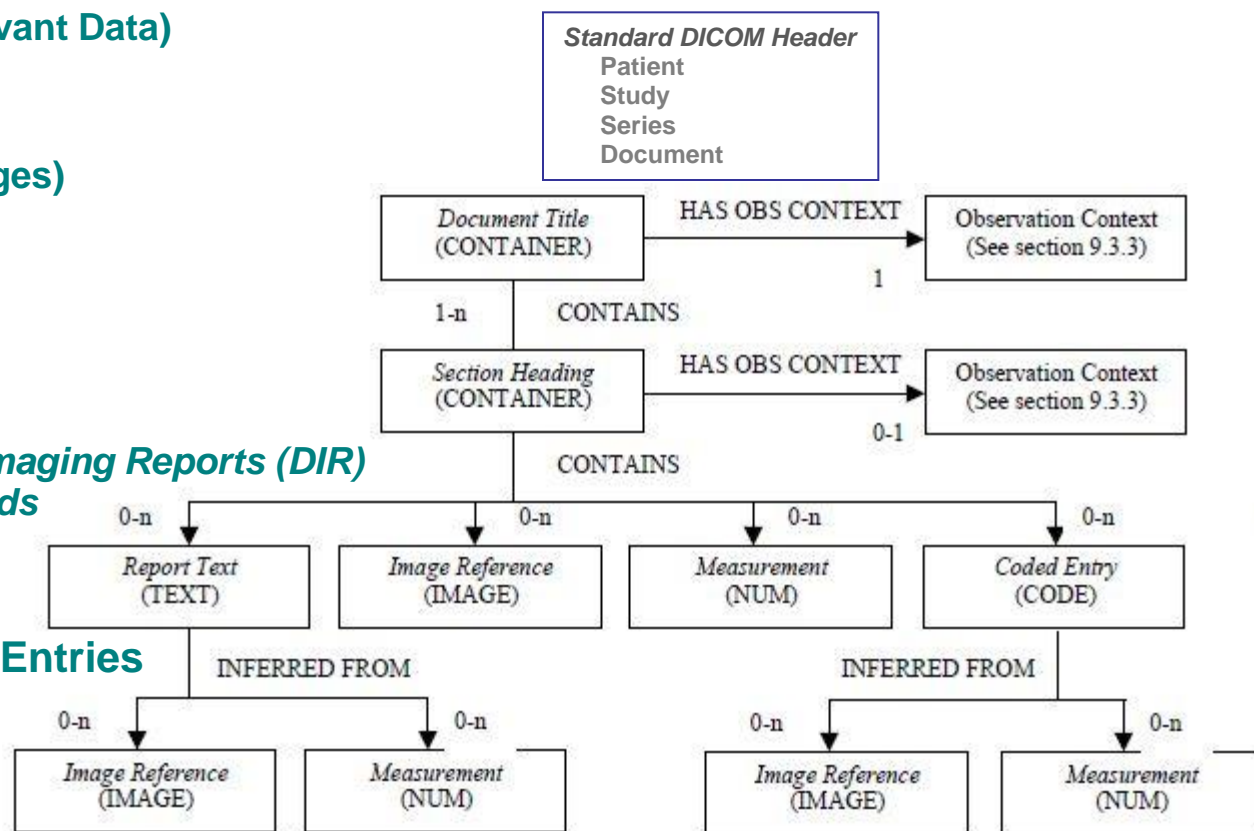 vant Data)
ges)
maging Reports (DIR)
ds
Entries
Standard DICOM Header
Patient
Study
Series
Document
Document Title
(CONTAINER)
HAS OBS CONTEXT
1
Observation Context
(See section 9.3.3)
1-n
CONTAINS
Section Heading
(CONTAINER)
HAS OBS CONTEXT
0-1
Observation Context
(See section 9.3.3)
CONTAINS
0-n
0-n
0-n
0-n
Report Text
(TEXT)
Image Reference
(IMAGE)
Measurement
(NUM)
Coded Entry
(CODE)
INFERRED FROM
INFERRED FROM
0-n
0-n
0-n
0-n
Image Reference
(IMAGE)
Measurement
(NUM)
Image Reference
(IMAGE)
Measurement
(NUM)